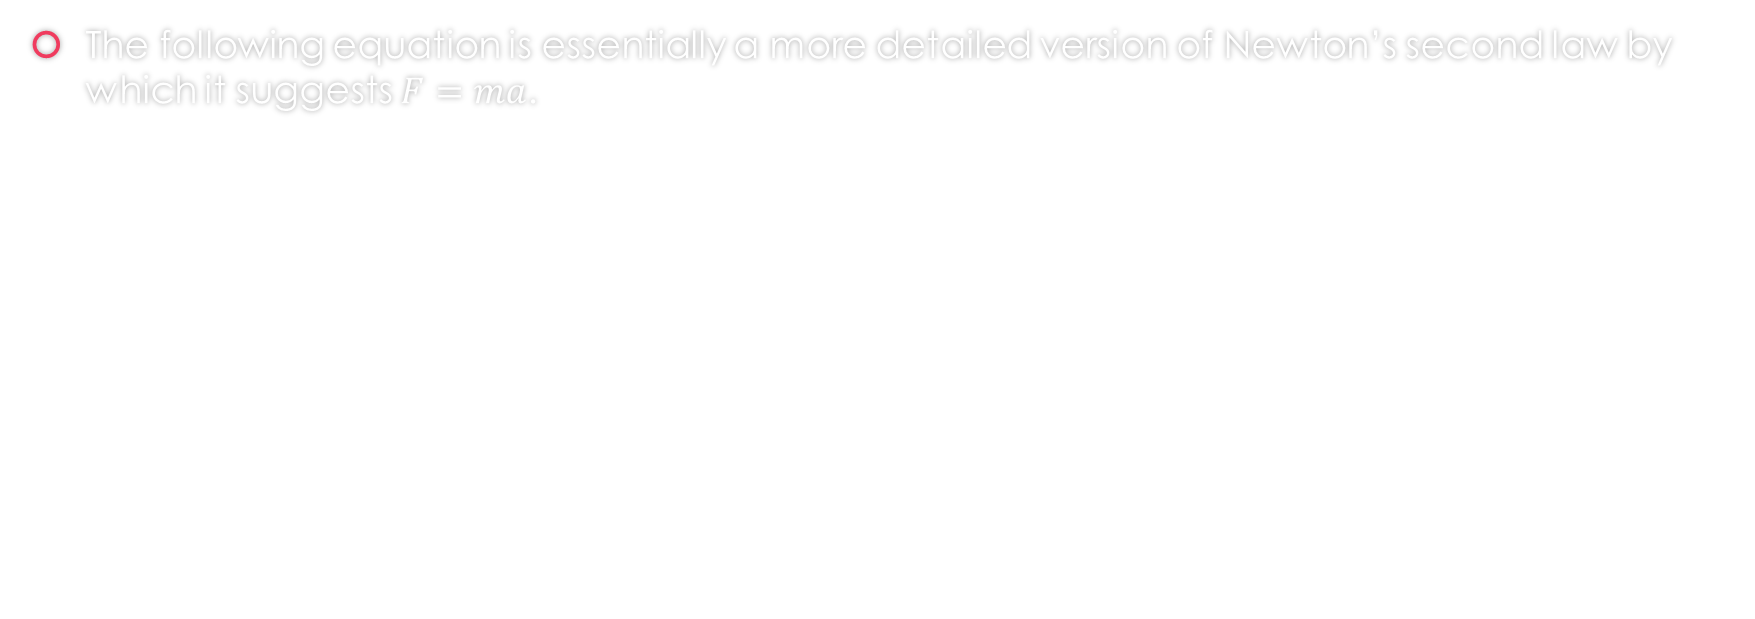 The following equation is essentially a more detailed version of Newton's second law by
which it suggests F = ma.